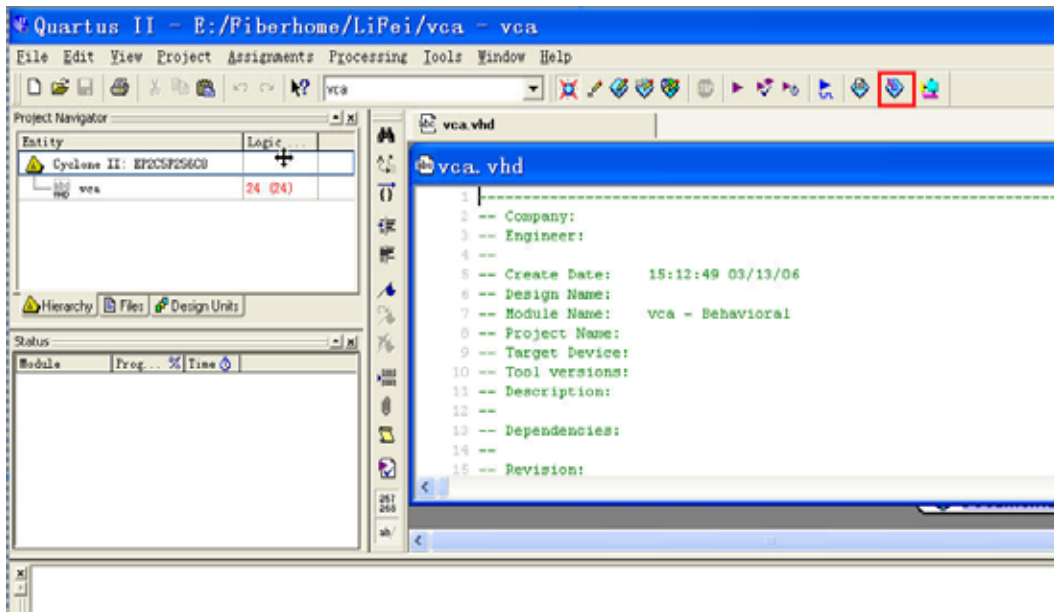 Quartus II - E:/Fiberhome/LiFei/vca - vca
File Edit View Project Assignments Processing Tools Window Help
vca
Project Navigator
Entity Logic ...
Cyclone II: EP2C5F256C8
vca 24 (24)
Hierarchy Files Design Units
Status
Module Prog... % Time
vca.vhd
vca.vhd
1 --------------------------------------------------------------------------------
2 -- Company:
3 -- Engineer:
4 --
5 -- Create Date: 15:12:49 03/13/06
6 -- Design Name:
7 -- Module Name: vca - Behavioral
8 -- Project Name:
9 -- Target Device:
10 -- Tool versions:
11 -- Description:
12 --
13 -- Dependencies:
14 --
15 -- Revision:
267
268
ab/